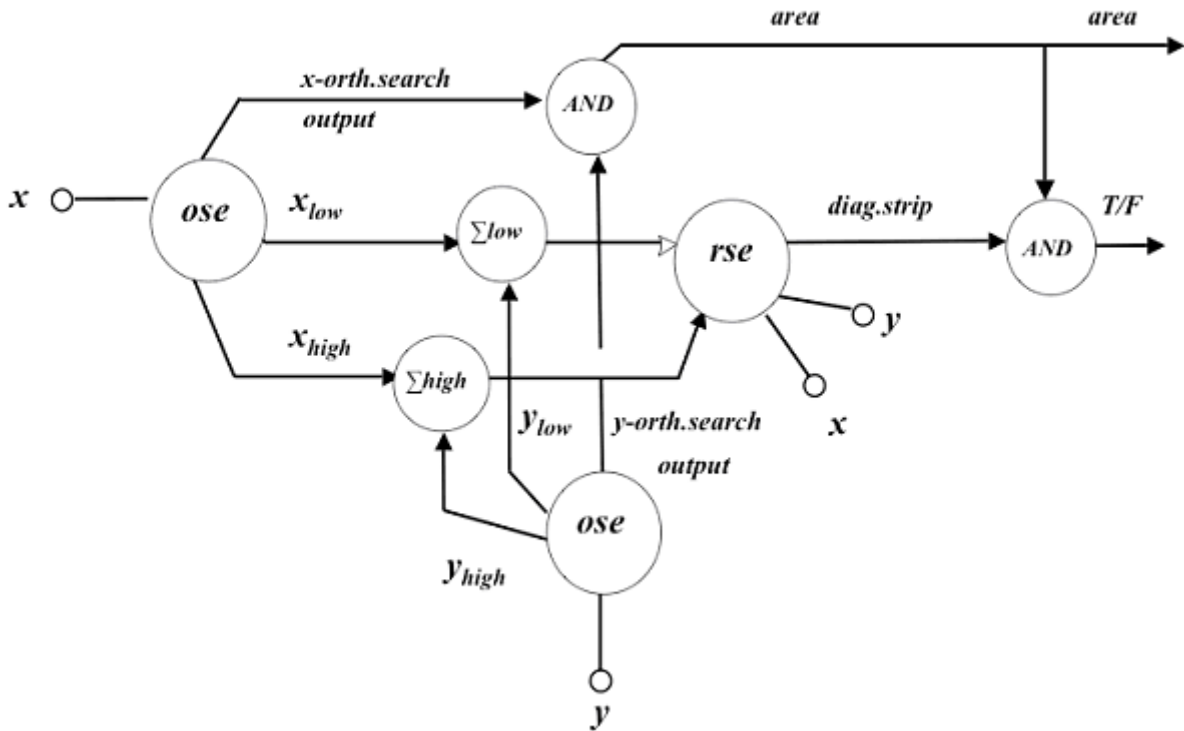 area area
x-orth.search
output
AND
x
ose
x_low
∑low
rse
diag.strip
T/F
AND
y
x_high
∑high
x
y_low
y-orth.search
output
ose
y_high
y